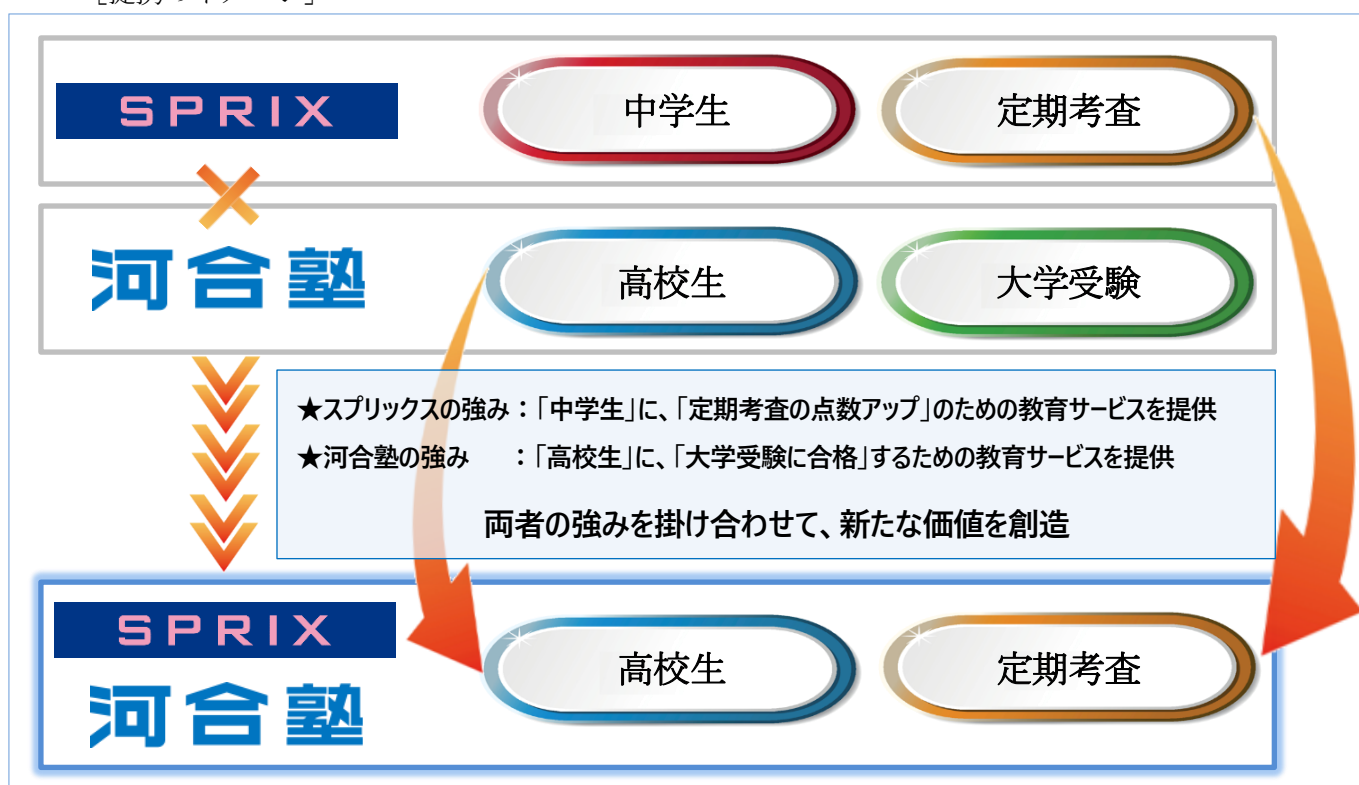 SPRIX
中学生
定期考査
河合塾
高校生
大学受験
★スプリックスの強み：「中学生」に、「定期考査の点数アップ」のための教育サービスを提供
★河合塾の強み　　：「高校生」に、「大学受験に合格」するための教育サービスを提供
両者の強みを掛け合わせて、新たな価値を創造
SPRIX
河合塾
高校生
定期考査